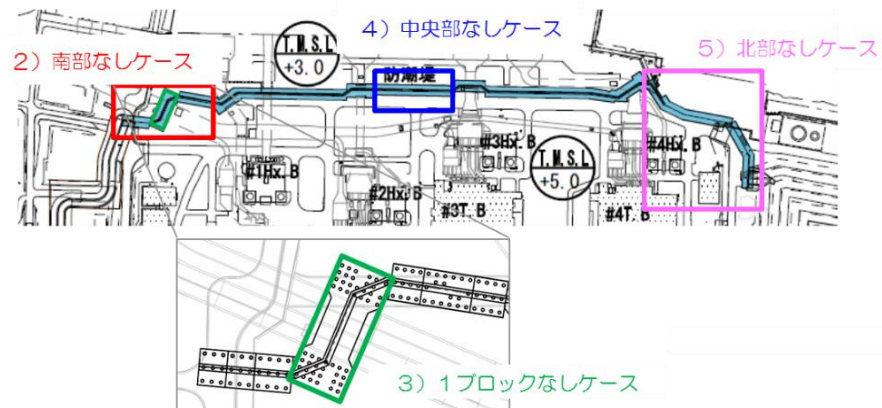 4）中央部なしケース
5）北部なしケース
2）南部なしケース
T.M.S.L
+3.0
防潮堤
#3Hx.B
#4Hx.B
T.M.S.L
+5.0
#1Hx.B
#2Hx.B
#3T.B
#4T.B
3）1ブロックなしケース